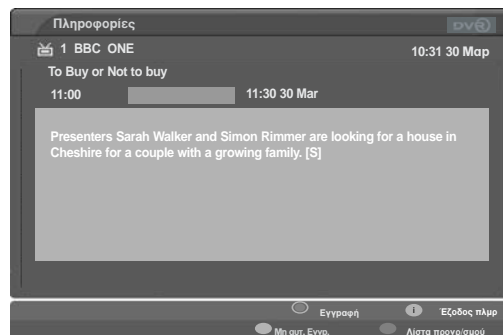 Πληροφορίες
DVR
1 BBC ONE
10:31 30 Μαρ
To Buy or Not to buy
11:00 11:30 30 Mar
Presenters Sarah Walker and Simon Rimmer are looking for a house in
Cheshire for a couple with a growing family. [S]
Εγγραφή i Έξοδος πλμρ
Μη αυτ. Εγγρ. Λίστα προγρ/σμού